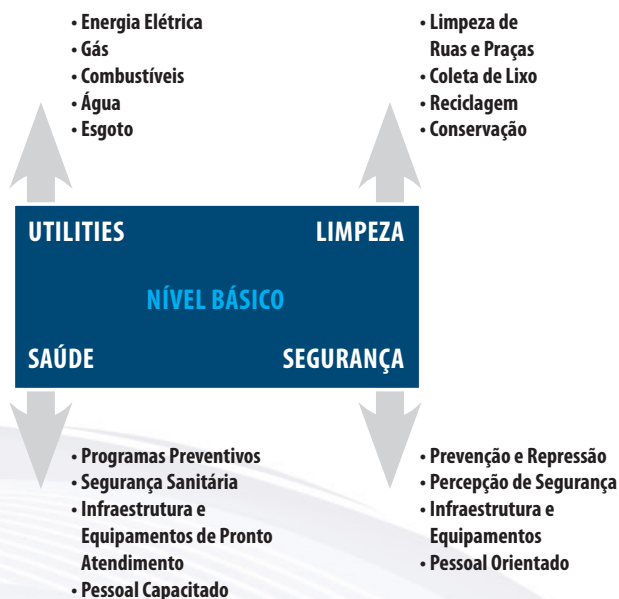 • Energia Elétrica
• Gás
• Combustíveis
• Água
• Esgoto
• Limpeza de
Ruas e Praças
• Coleta de Lixo
• Reciclagem
• Conservação
UTILITIES
LIMPEZA
NÍVEL BÁSICO
SAÚDE
SEGURANÇA
• Programas Preventivos
• Segurança Sanitária
• Infraestrutura e
Equipamentos de Pronto
Atendimento
• Pessoal Capacitado
• Prevenção e Repressão
• Percepção de Segurança
• Infraestrutura e
Equipamentos
• Pessoal Orientado